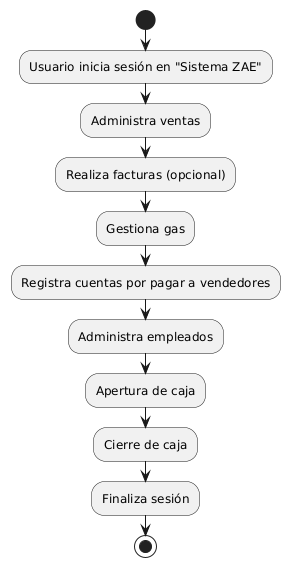 Usuario inicia sesión en "Sistema ZAE"
Administra ventas
Realiza facturas (opcional)
Gestiona gas
Registra cuentas por pagar a vendedores
Administra empleados
Apertura de caja
Cierre de caja
Finaliza sesión